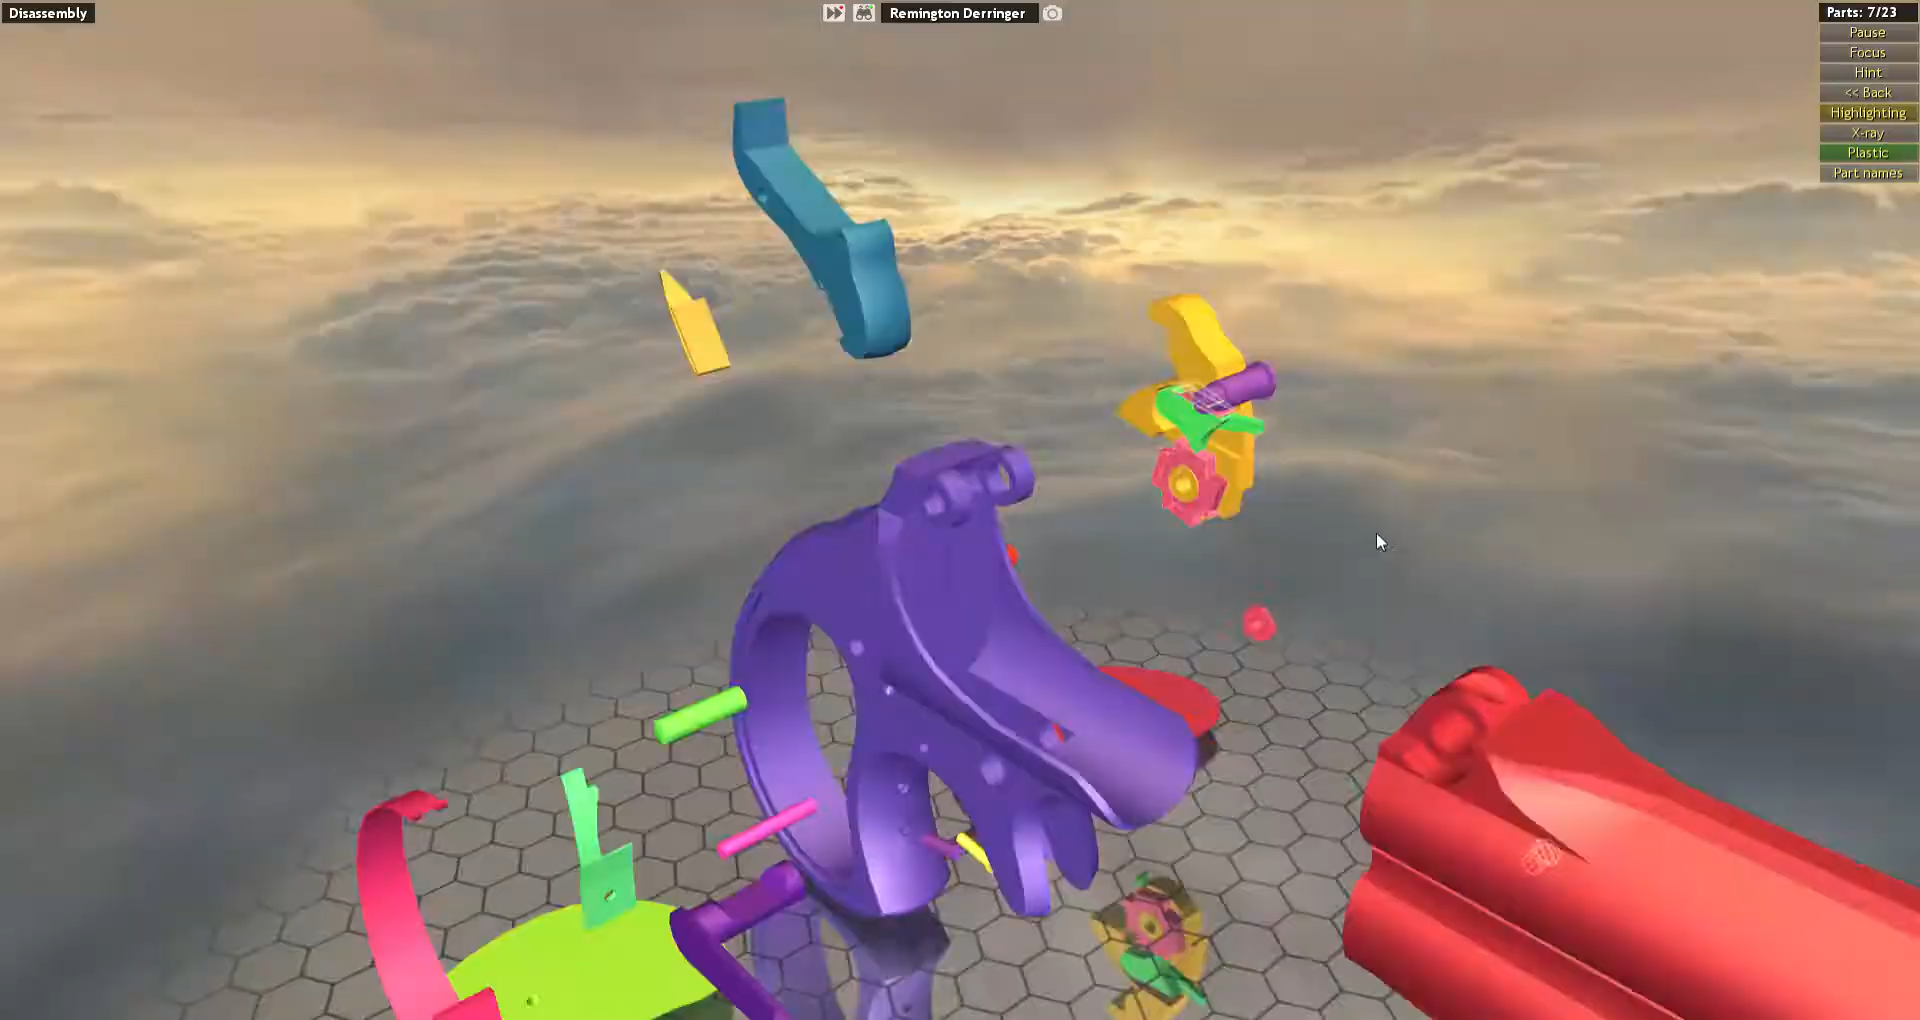 Disassembly
Remington Derringer
Parts: 7/23
Pause
Focus
Hint
<< Back
Highlighting
X-ray
Plastic
Part names